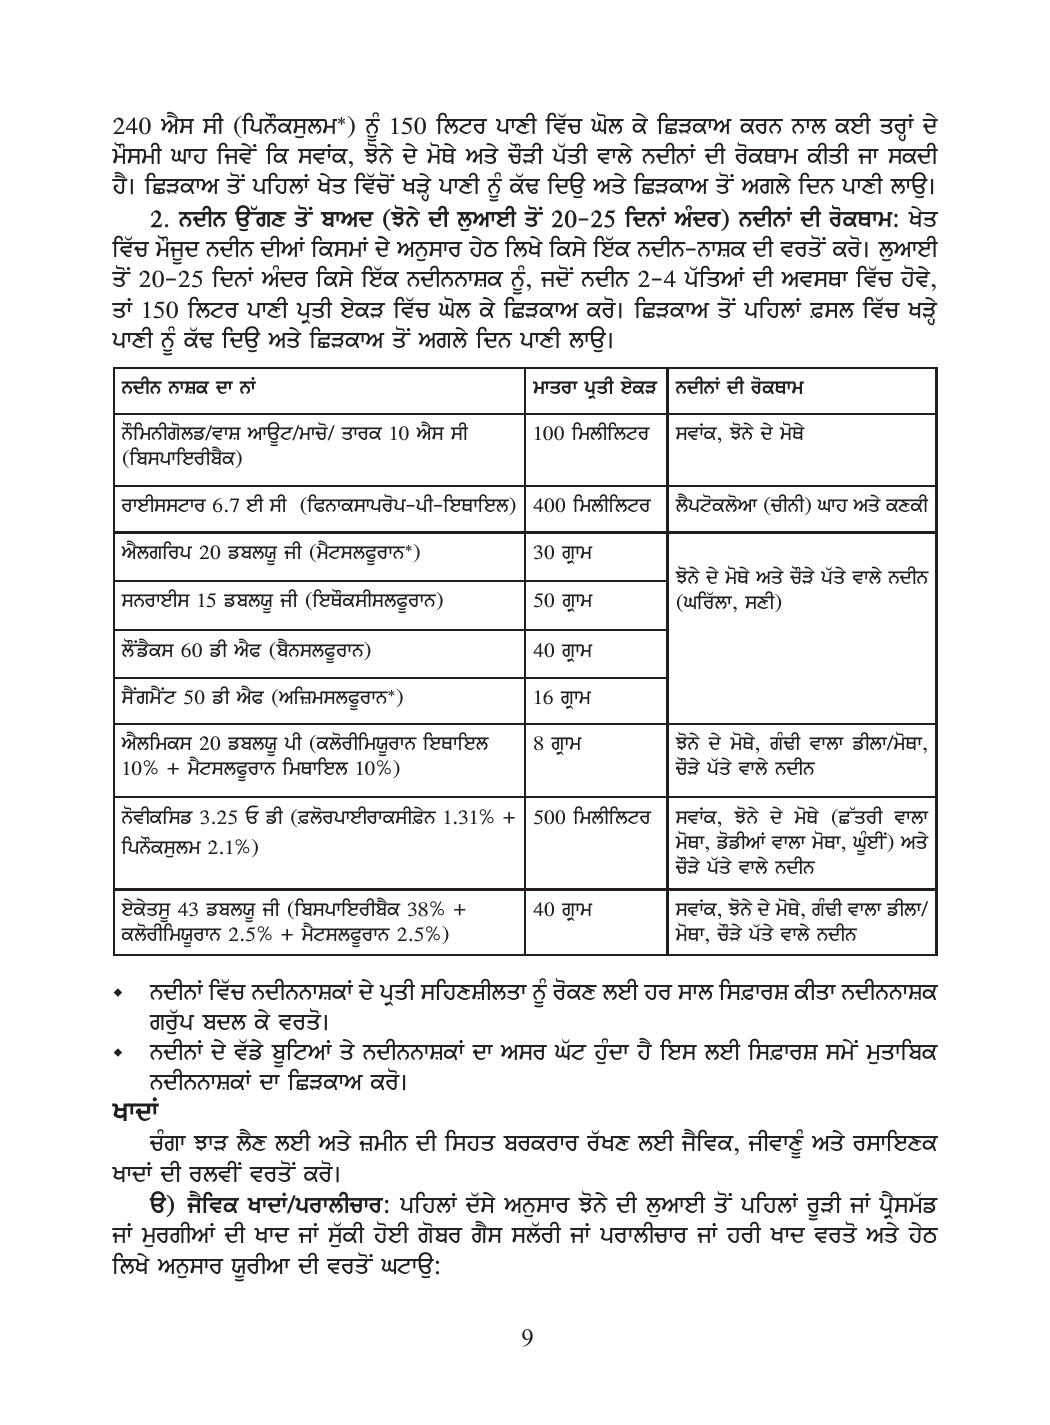 240 ਐਸ ਸੀ (ਪਿਨੌਕਸੁਲਮ*) ਨੂੰ 150 ਲਿਟਰ ਪਾਣੀ ਵਿੱਚ ਘੋਲ ਕੇ ਛਿੜਕਾਅ ਕਰਨ ਨਾਲ ਕਈ ਤਰ੍ਹਾਂ ਦੇ
ਮੌਸਮੀ ਘਾਹ ਜਿਵੇਂ ਕਿ ਸਵਾਂਕ, ਝੋਨੇ ਦੇ ਮੋਥੇ ਅਤੇ ਚੌੜੀ ਪੱਤੀ ਵਾਲੇ ਨਦੀਨਾਂ ਦੀ ਰੋਕਥਾਮ ਕੀਤੀ ਜਾ ਸਕਦੀ
ਹੈ। ਛਿੜਕਾਅ ਤੋਂ ਪਹਿਲਾਂ ਖੇਤ ਵਿੱਚੋਂ ਖੜ੍ਹੇ ਪਾਣੀ ਨੂੰ ਕੱਢ ਦਿਉ ਅਤੇ ਛਿੜਕਾਅ ਤੋਂ ਅਗਲੇ ਦਿਨ ਪਾਣੀ ਲਾਉ।
2. ਨਦੀਨ ਉੱਗਣ ਤੋਂ ਬਾਅਦ (ਝੋਨੇ ਦੀ ਲੁਆਈ ਤੋਂ 20-25 ਦਿਨਾਂ ਅੰਦਰ) ਨਦੀਨਾਂ ਦੀ ਰੋਕਥਾਮ: ਖੇਤ
ਵਿੱਚ ਮੌਜੂਦ ਨਦੀਨ ਦੀਆਂ ਕਿਸਮਾਂ ਦੇ ਅਨੁਸਾਰ ਹੇਠ ਲਿਖੇ ਕਿਸੇ ਇੱਕ ਨਦੀਨ-ਨਾਸ਼ਕ ਦੀ ਵਰਤੋਂ ਕਰੋ। ਲੁਆਈ
ਤੋਂ 20-25 ਦਿਨਾਂ ਅੰਦਰ ਕਿਸੇ ਇੱਕ ਨਦੀਨਨਾਸ਼ਕ ਨੂੰ, ਜਦੋਂ ਨਦੀਨ 2-4 ਪੱਤਿਆਂ ਦੀ ਅਵਸਥਾ ਵਿੱਚ ਹੋਵੇ,
ਤਾਂ 150 ਲਿਟਰ ਪਾਣੀ ਪ੍ਰਤੀ ਏਕੜ ਵਿੱਚ ਘੋਲ ਕੇ ਛਿੜਕਾਅ ਕਰੋ। ਛਿੜਕਾਅ ਤੋਂ ਪਹਿਲਾਂ ਫ਼ਸਲ ਵਿੱਚ ਖੜ੍ਹੇ
ਪਾਣੀ ਨੂੰ ਕੱਢ ਦਿਉ ਅਤੇ ਛਿੜਕਾਅ ਤੋਂ ਅਗਲੇ ਦਿਨ ਪਾਣੀ ਲਾਉ।
ਨਦੀਨ ਨਾਸ਼ਕ ਦਾ ਨਾਂ ਮਾਤਰਾ ਪ੍ਰਤੀ ਏਕੜ ਨਦੀਨਾਂ ਦੀ ਰੋਕਥਾਮ
ਨੌਮਿਨੀਗੋਲਡ/ਵਾਸ਼ ਆਊਟ/ਮਾਚੋ/ ਤਾਰਕ 10 ਐਸ ਸੀ 100 ਮਿਲੀਲਿਟਰ ਸਵਾਂਕ, ਝੋਨੇ ਦੇ ਮੋਥੇ
(ਬਿਸਪਾਇਰੀਬੈਕ)
ਰਾਈਸਸਟਾਰ 6.7 ਈ ਸੀ (ਫਿਨਾਕਸਾਪਰੋਪ-ਪੀ-ਇਥਾਇਲ) 400 ਮਿਲੀਲਿਟਰ ਲੈਪਟੋਕਲੋਆ (ਚੀਨੀ) ਘਾਹ ਅਤੇ ਕਣਕੀ
ਐਲਗਰਿਪ 20 ਡਬਲਯੂ ਜੀ (ਮੈਟਸਲਫੂਰਾਨ*) 30 ਗ੍ਰਾਮ
ਝੋਨੇ ਦੇ ਮੋਥੇ ਅਤੇ ਚੌੜੇ ਪੱਤੇ ਵਾਲੇ ਨਦੀਨ
ਸਨਰਾਈਸ 15 ਡਬਲਯੂ ਜੀ (ਇਥੌਕਸੀਸਲਫੂਰਾਨ) 50 ਗ੍ਰਾਮ (ਘਰਿੱਲਾ, ਸਣੀ)
ਲੌਂਡੈਕਸ 60 ਡੀ ਐਫ (ਬੈਨਸਲਫੂਰਾਨ) 40 ਗ੍ਰਾਮ
ਸੈਂਗਮੈਂਟ 50 ਡੀ ਐਫ (ਅਜ਼ਿਮਸਲਫੂਰਾਨ*) 16 ਗ੍ਰਾਮ
ਐਲਮਿਕਸ 20 ਡਬਲਯੂ ਪੀ (ਕਲੋਰੀਮਿਯੂਰਾਨ ਇਥਾਇਲ 8 ਗ੍ਰਾਮ ਝੋਨੇ ਦੇ ਮੋਥੇ, ਗੰਢੀ ਵਾਲਾ ਡੀਲਾ/ਮੋਥਾ,
10% + ਮੈਟਸਲਫੂਰਾਨ ਮਿਥਾਇਲ 10%) ਚੌੜੇ ਪੱਤੇ ਵਾਲੇ ਨਦੀਨ
ਨੋਵੀਕਸਿਡ 3.25 ਓ ਡੀ (ਫ਼ਲੋਰਪਾਈਰਾਕਸੀਫ਼ੇਨ 1.31% + 500 ਮਿਲੀਲਿਟਰ ਸਵਾਂਕ, ਝੋਨੇ ਦੇ ਮੋਥੇ (ਛੱਤਰੀ ਵਾਲਾ
ਪਿਨੌਕਸੁਲਮ 2.1%) ਮੋਥਾ, ਡੋਡੀਆਂ ਵਾਲਾ ਮੋਥਾ, ਘੂੰਈਂ) ਅਤੇ
ਚੌੜੇ ਪੱਤੇ ਵਾਲੇ ਨਦੀਨ
ਏਕੇਤਸੂ 43 ਡਬਲਯੂ ਜੀ (ਬਿਸਪਾਇਰੀਬੈਕ 38% + 40 ਗ੍ਰਾਮ ਸਵਾਂਕ, ਝੋਨੇ ਦੇ ਮੋਥੇ, ਗੰਢੀ ਵਾਲਾ ਡੀਲਾ/
ਕਲੋਰੀਮਿਯੂਰਾਨ 2.5% + ਮੈਟਸਲਫੂਰਾਨ 2.5%) ਮੋਥਾ, ਚੌੜੇ ਪੱਤੇ ਵਾਲੇ ਨਦੀਨ
◆ ਨਦੀਨਾਂ ਵਿੱਚ ਨਦੀਨਨਾਸ਼ਕਾਂ ਦੇ ਪ੍ਰਤੀ ਸਹਿਣਸ਼ੀਲਤਾ ਨੂੰ ਰੋਕਣ ਲਈ ਹਰ ਸਾਲ ਸਿਫ਼ਾਰਸ਼ ਕੀਤਾ ਨਦੀਨਨਾਸ਼ਕ
ਗਰੁੱਪ ਬਦਲ ਕੇ ਵਰਤੋ।
◆ ਨਦੀਨਾਂ ਦੇ ਵੱਡੇ ਬੂਟਿਆਂ ਤੇ ਨਦੀਨਨਾਸ਼ਕਾਂ ਦਾ ਅਸਰ ਘੱਟ ਹੁੰਦਾ ਹੈ ਇਸ ਲਈ ਸਿਫ਼ਾਰਸ਼ ਸਮੇਂ ਮੁਤਾਬਿਕ
ਨਦੀਨਨਾਸ਼ਕਾਂ ਦਾ ਛਿੜਕਾਅ ਕਰੋ।
ਖਾਦਾਂ
ਚੰਗਾ ਝਾੜ ਲੈਣ ਲਈ ਅਤੇ ਜ਼ਮੀਨ ਦੀ ਸਿਹਤ ਬਰਕਰਾਰ ਰੱਖਣ ਲਈ ਜੈਵਿਕ, ਜੀਵਾਣੂੰ ਅਤੇ ਰਸਾਇਣਕ
ਖਾਦਾਂ ਦੀ ਰਲਵੀਂ ਵਰਤੋਂ ਕਰੋ।
ੳ) ਜੈਵਿਕ ਖਾਦਾਂ/ਪਰਾਲੀਚਾਰ: ਪਹਿਲਾਂ ਦੱਸੇ ਅਨੁਸਾਰ ਝੋਨੇ ਦੀ ਲੁਆਈ ਤੋਂ ਪਹਿਲਾਂ ਰੂੜੀ ਜਾਂ ਪ੍ਰੈਸਮੱਡ
ਜਾਂ ਮੁਰਗੀਆਂ ਦੀ ਖਾਦ ਜਾਂ ਸੁੱਕੀ ਹੋਈ ਗੋਬਰ ਗੈਸ ਸਲੱਰੀ ਜਾਂ ਪਰਾਲੀਚਾਰ ਜਾਂ ਹਰੀ ਖਾਦ ਵਰਤੋ ਅਤੇ ਹੇਠ
ਲਿਖੇ ਅਨੁਸਾਰ ਯੂਰੀਆ ਦੀ ਵਰਤੋਂ ਘਟਾਉ:
9